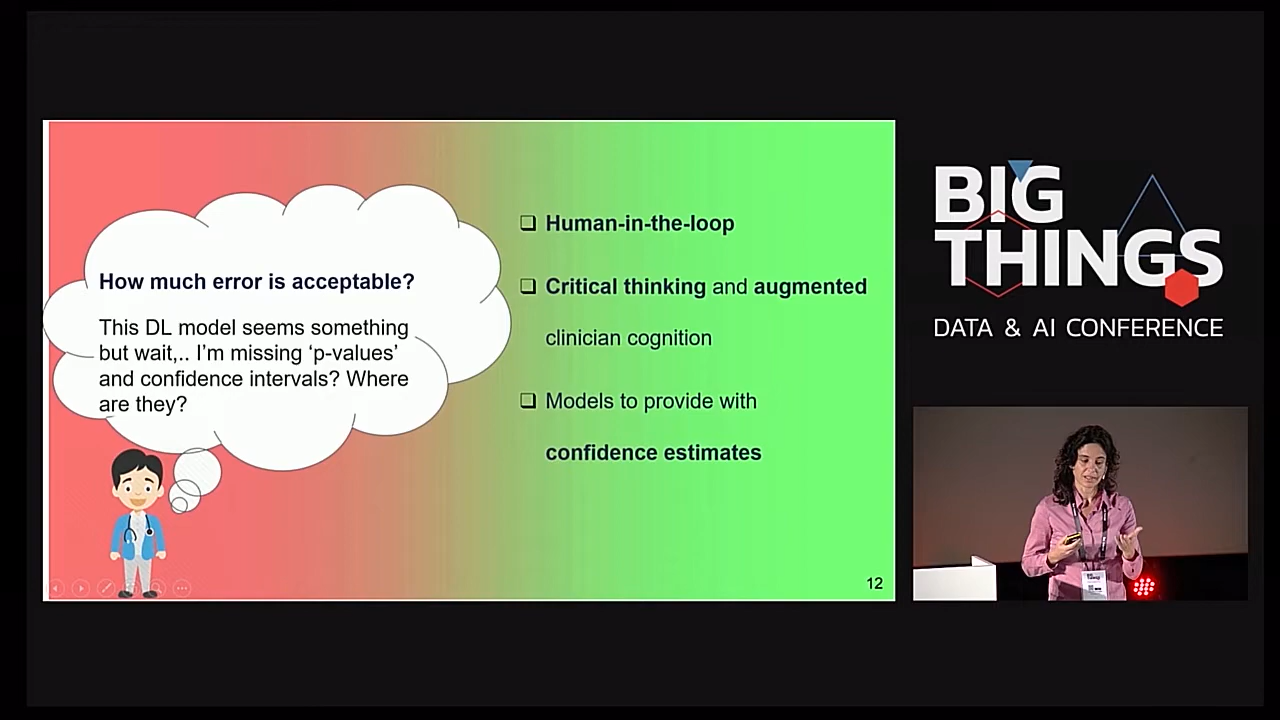 How much error is acceptable?
This DL model seems something
but wait,.. I'm missing 'p-values'
and confidence intervals? Where
are they?
Human-in-the-loop
Critical thinking and augmented
clinician cognition
Models to provide with
confidence estimates
12
BIG
THINGS
DATA & AI CONFERENCE